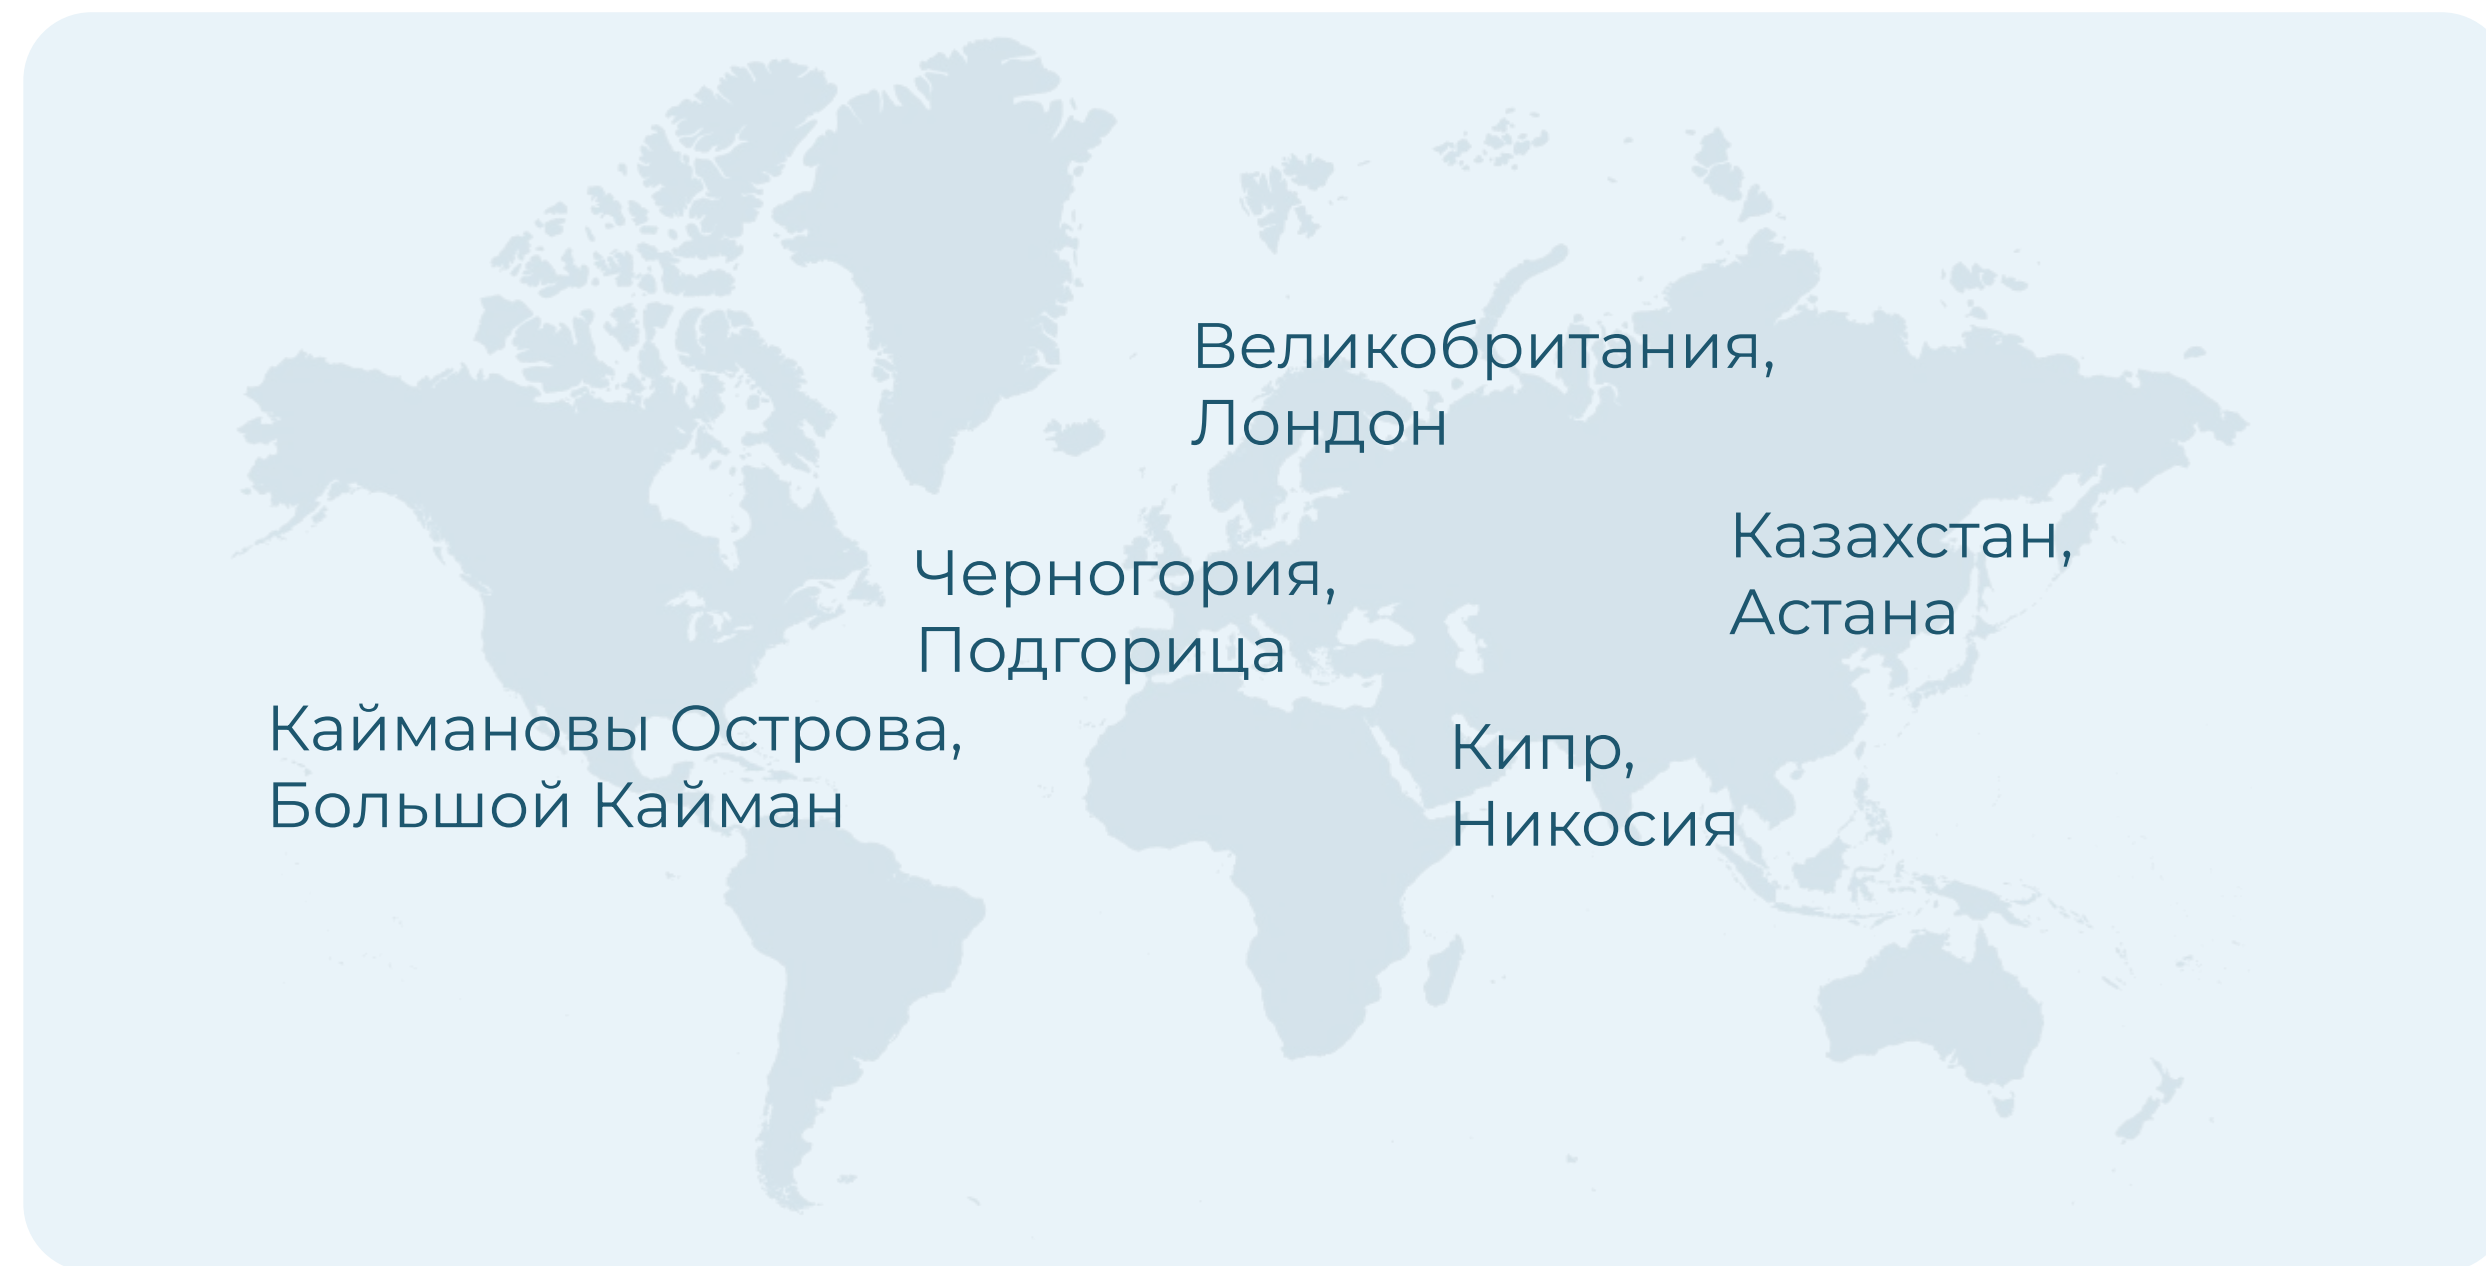 Великобритания,
Лондон
Казахстан,
Астана
Черногория,
Подгорица
Каймановы Острова,
Большой Кайман
Кипр,
Никосия